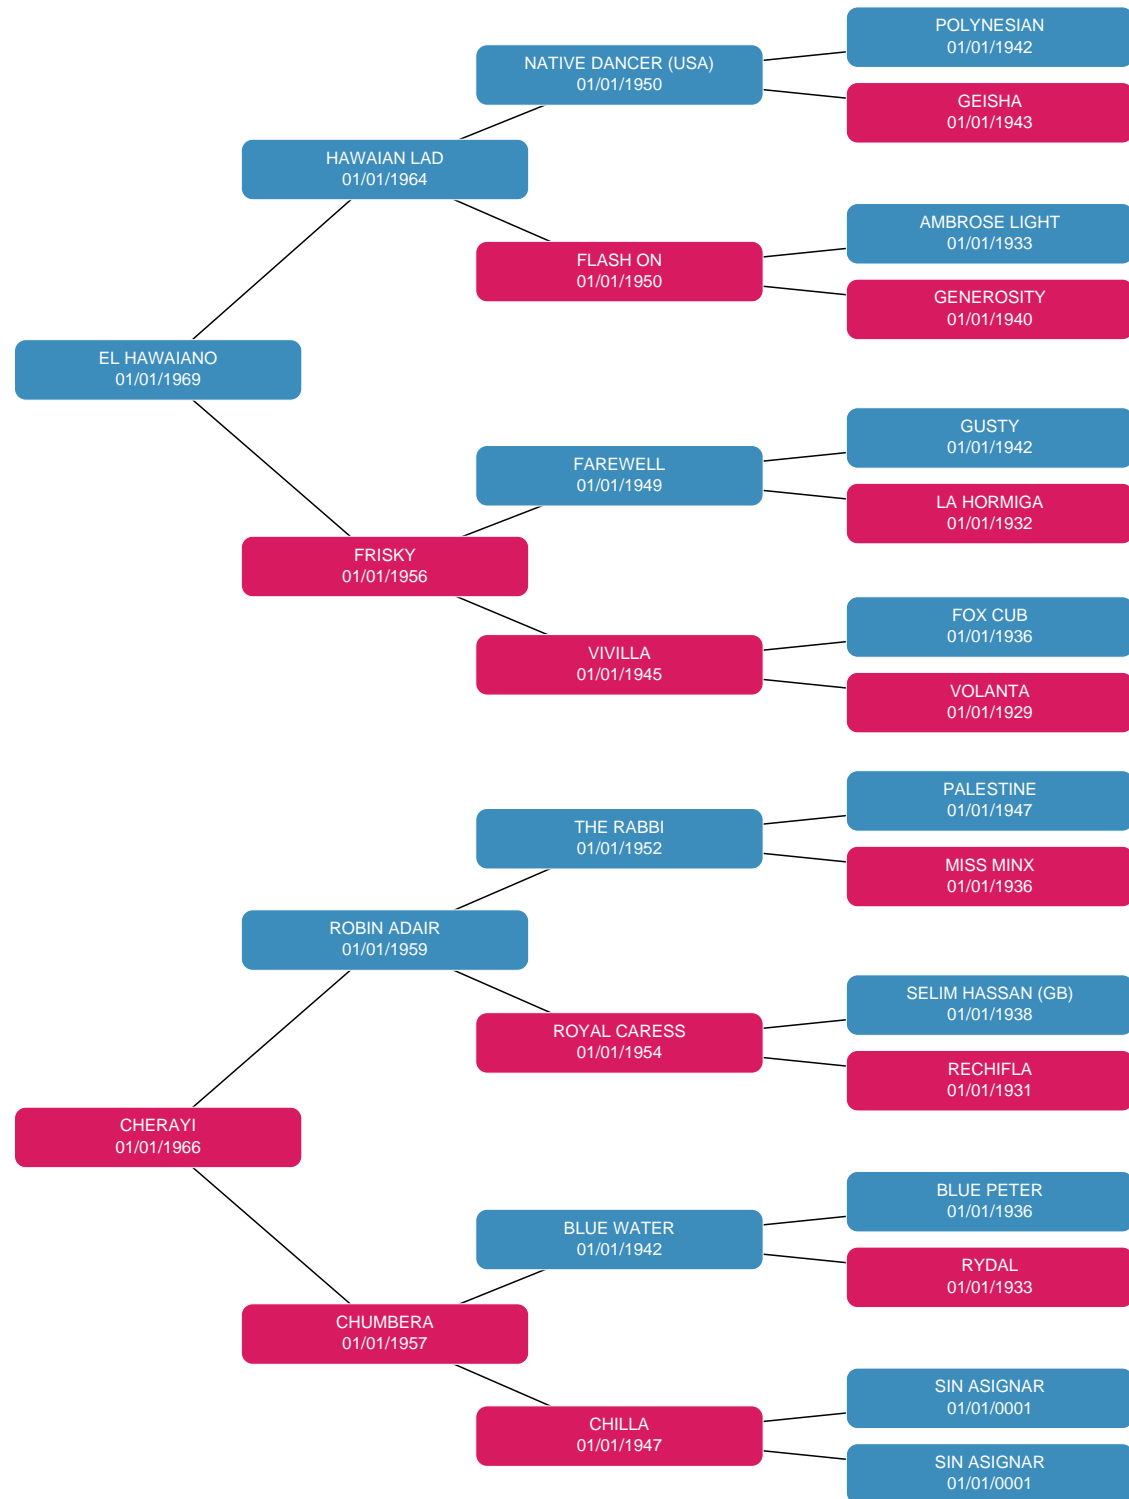 POLYNESIAN
01/01/1942
NATIVE DANCER (USA)
01/01/1950
GEISHA
01/01/1943
HAWAIAN LAD
01/01/1964
AMBROSE LIGHT
01/01/1933
FLASH ON
01/01/1950
GENEROSITY
01/01/1940
EL HAWAIANO
01/01/1969
GUSTY
01/01/1942
FAREWELL
01/01/1949
LA HORMIGA
01/01/1932
FRISKY
01/01/1956
FOX CUB
01/01/1936
VIVILLA
01/01/1945
VOLANTA
01/01/1929
PALESTINE
01/01/1947
THE RABBI
01/01/1952
MISS MINX
01/01/1936
ROBIN ADAIR
01/01/1959
SELIM HASSAN (GB)
01/01/1938
ROYAL CARESS
01/01/1954
RECHIFLA
01/01/1931
CHERAYI
01/01/1966
BLUE PETER
01/01/1936
BLUE WATER
01/01/1942
RYDAL
01/01/1933
CHUMBERA
01/01/1957
SIN ASIGNAR
01/01/0001
CHILLA
01/01/1947
SIN ASIGNAR
01/01/0001